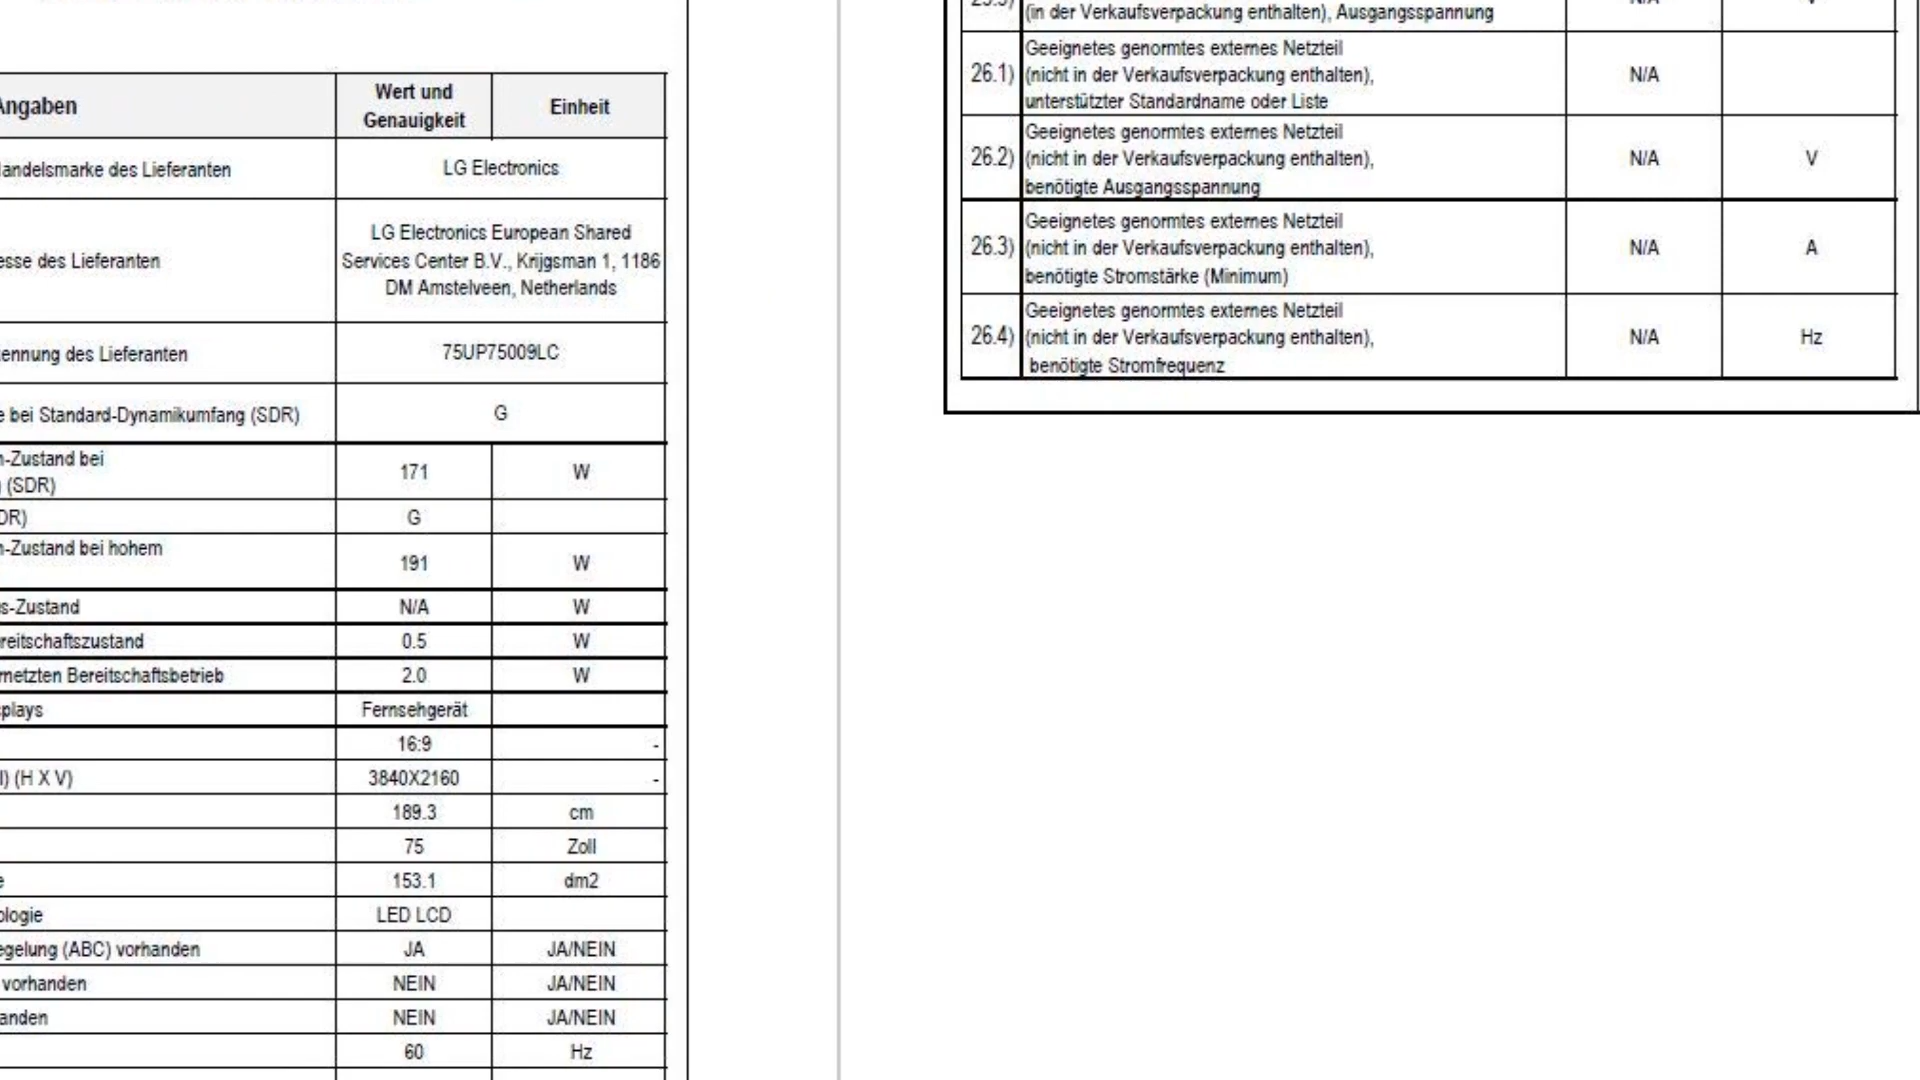 Angaben
Wert und
Genauigkeit
Einheit
Handelsmarke des Lieferanten
LG Electronics
esse des Lieferanten
LG Electronics European Shared
Services Center B.V., Krijgsman 1, 1186
DM Amstelveen, Netherlands
ennung des Lieferanten
75UP75009LC
e bei Standard-Dynamikumfang (SDR)
G
n-Zustand bei
(SDR)
171
W
DR)
G
n-Zustand bei hohem
191
W
s-Zustand
N/A
W
reitschaftszustand
0.5
W
rnetzten Bereitschaftsbetrieb
2.0
W
splays
Fernsehgerät
16:9
-
l) (H X V)
3840X2160
-
189.3
cm
75
Zoll
e
153.1
dm2
ologie
LED LCD
egelung (ABC) vorhanden
JA
JA/NEIN
vorhanden
NEIN
JA/NEIN
anden
NEIN
JA/NEIN
60
Hz
(in der Verkaufsverpackung enthalten), Ausgangsspannung
26.1)
Geeignetes genormtes externes Netzteil
(nicht in der Verkaufsverpackung enthalten),
unterstützter Standardname oder Liste
N/A
26.2)
Geeignetes genormtes externes Netzteil
(nicht in der Verkaufsverpackung enthalten),
benötigte Ausgangsspannung
N/A
V
26.3)
Geeignetes genormtes externes Netzteil
(nicht in der Verkaufsverpackung enthalten),
benötigte Stromstärke (Minimum)
N/A
A
26.4)
Geeignetes genormtes externes Netzteil
(nicht in der Verkaufsverpackung enthalten),
benötigte Stromfrequenz
N/A
Hz